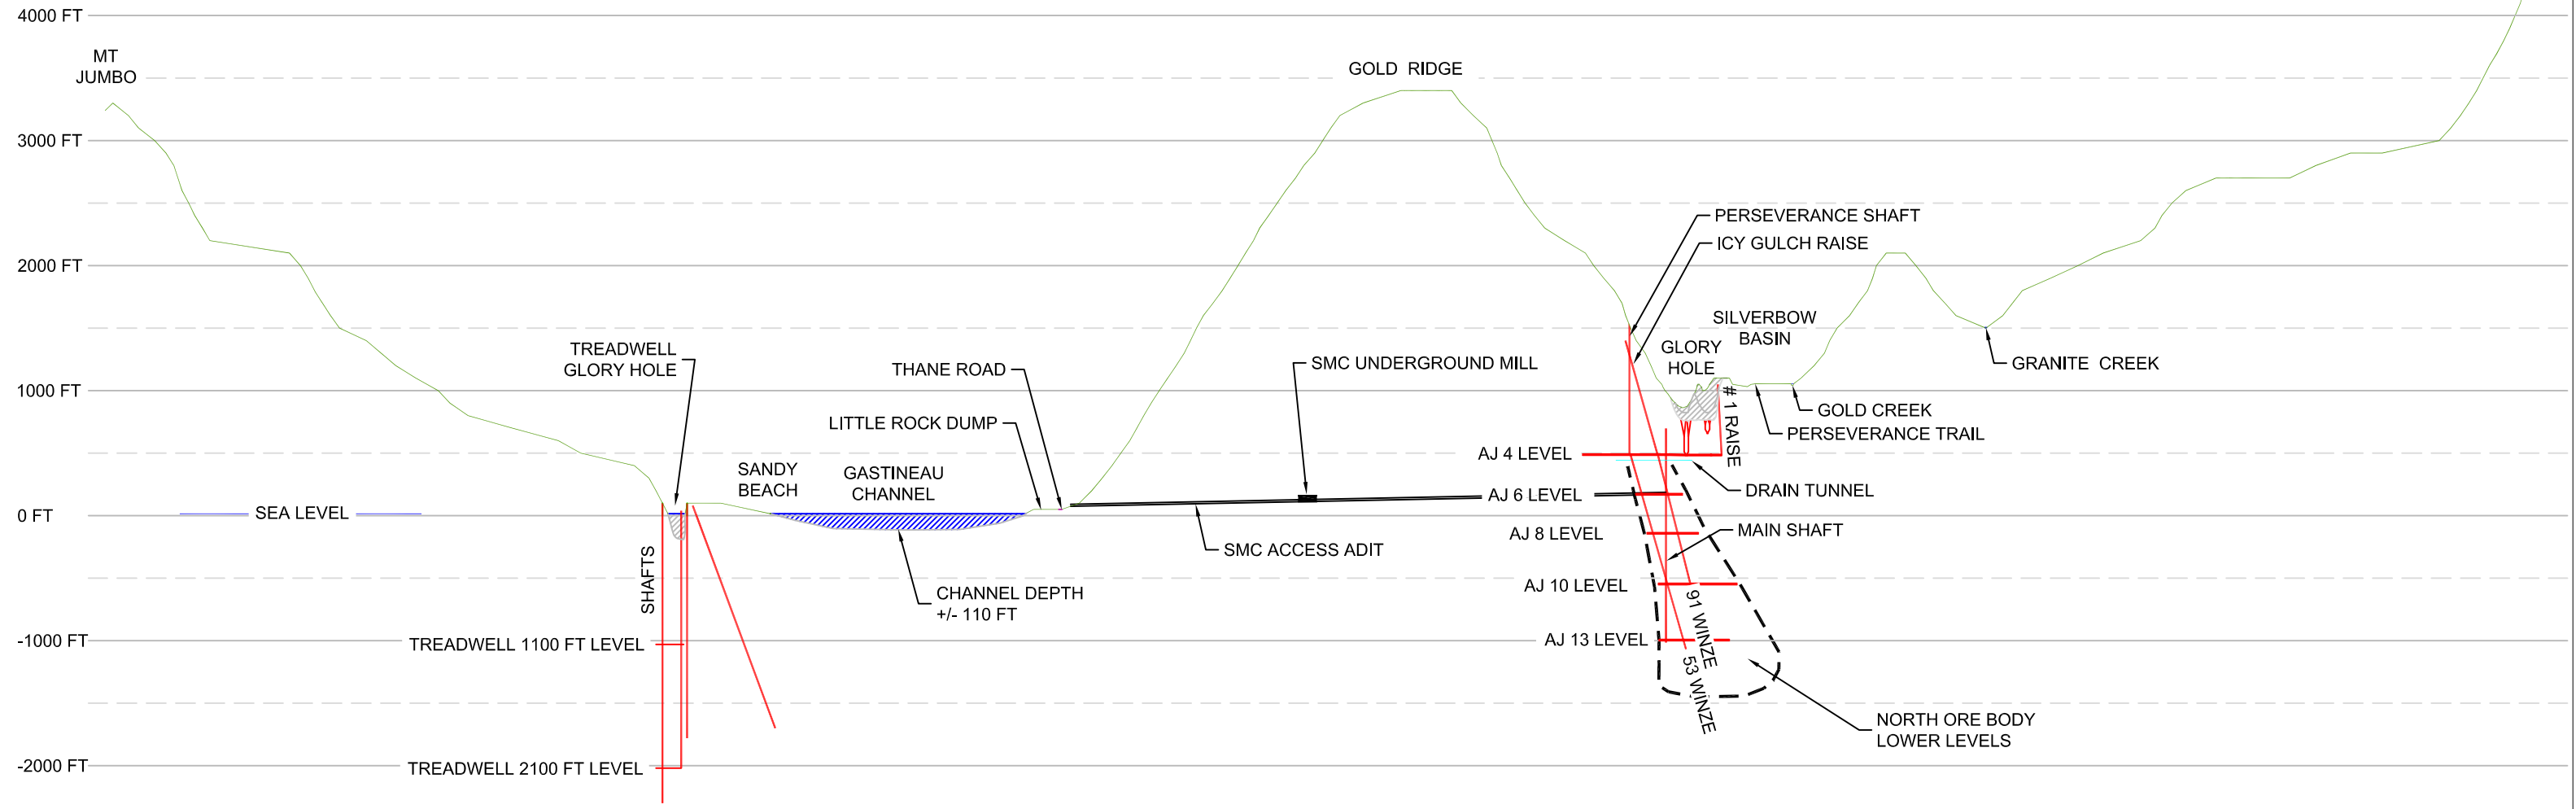 4000 FT
MT
JUMBO
GOLD RIDGE
3000 FT
PERSEVERANCE SHAFT
ICY GULCH RAISE
2000 FT
SILVERBOW
BASIN
TREADWELL
GLORY HOLE
THANE ROAD
SMC UNDERGROUND MILL
GLORY
HOLE
GRANITE CREEK
1000 FT
# 1 RAISE
LITTLE ROCK DUMP
GOLD CREEK
PERSEVERANCE TRAIL
SANDY
BEACH
GASTINEAU
CHANNEL
AJ 4 LEVEL
DRAIN TUNNEL
AJ 6 LEVEL
0 FT
SEA LEVEL
SHAFTS
SMC ACCESS ADIT
AJ 8 LEVEL
MAIN SHAFT
CHANNEL DEPTH
+/- 110 FT
AJ 10 LEVEL
91 WINZE
-1000 FT
TREADWELL 1100 FT LEVEL
AJ 13 LEVEL
53 WINZE
NORTH ORE BODY
LOWER LEVELS
-2000 FT
TREADWELL 2100 FT LEVEL